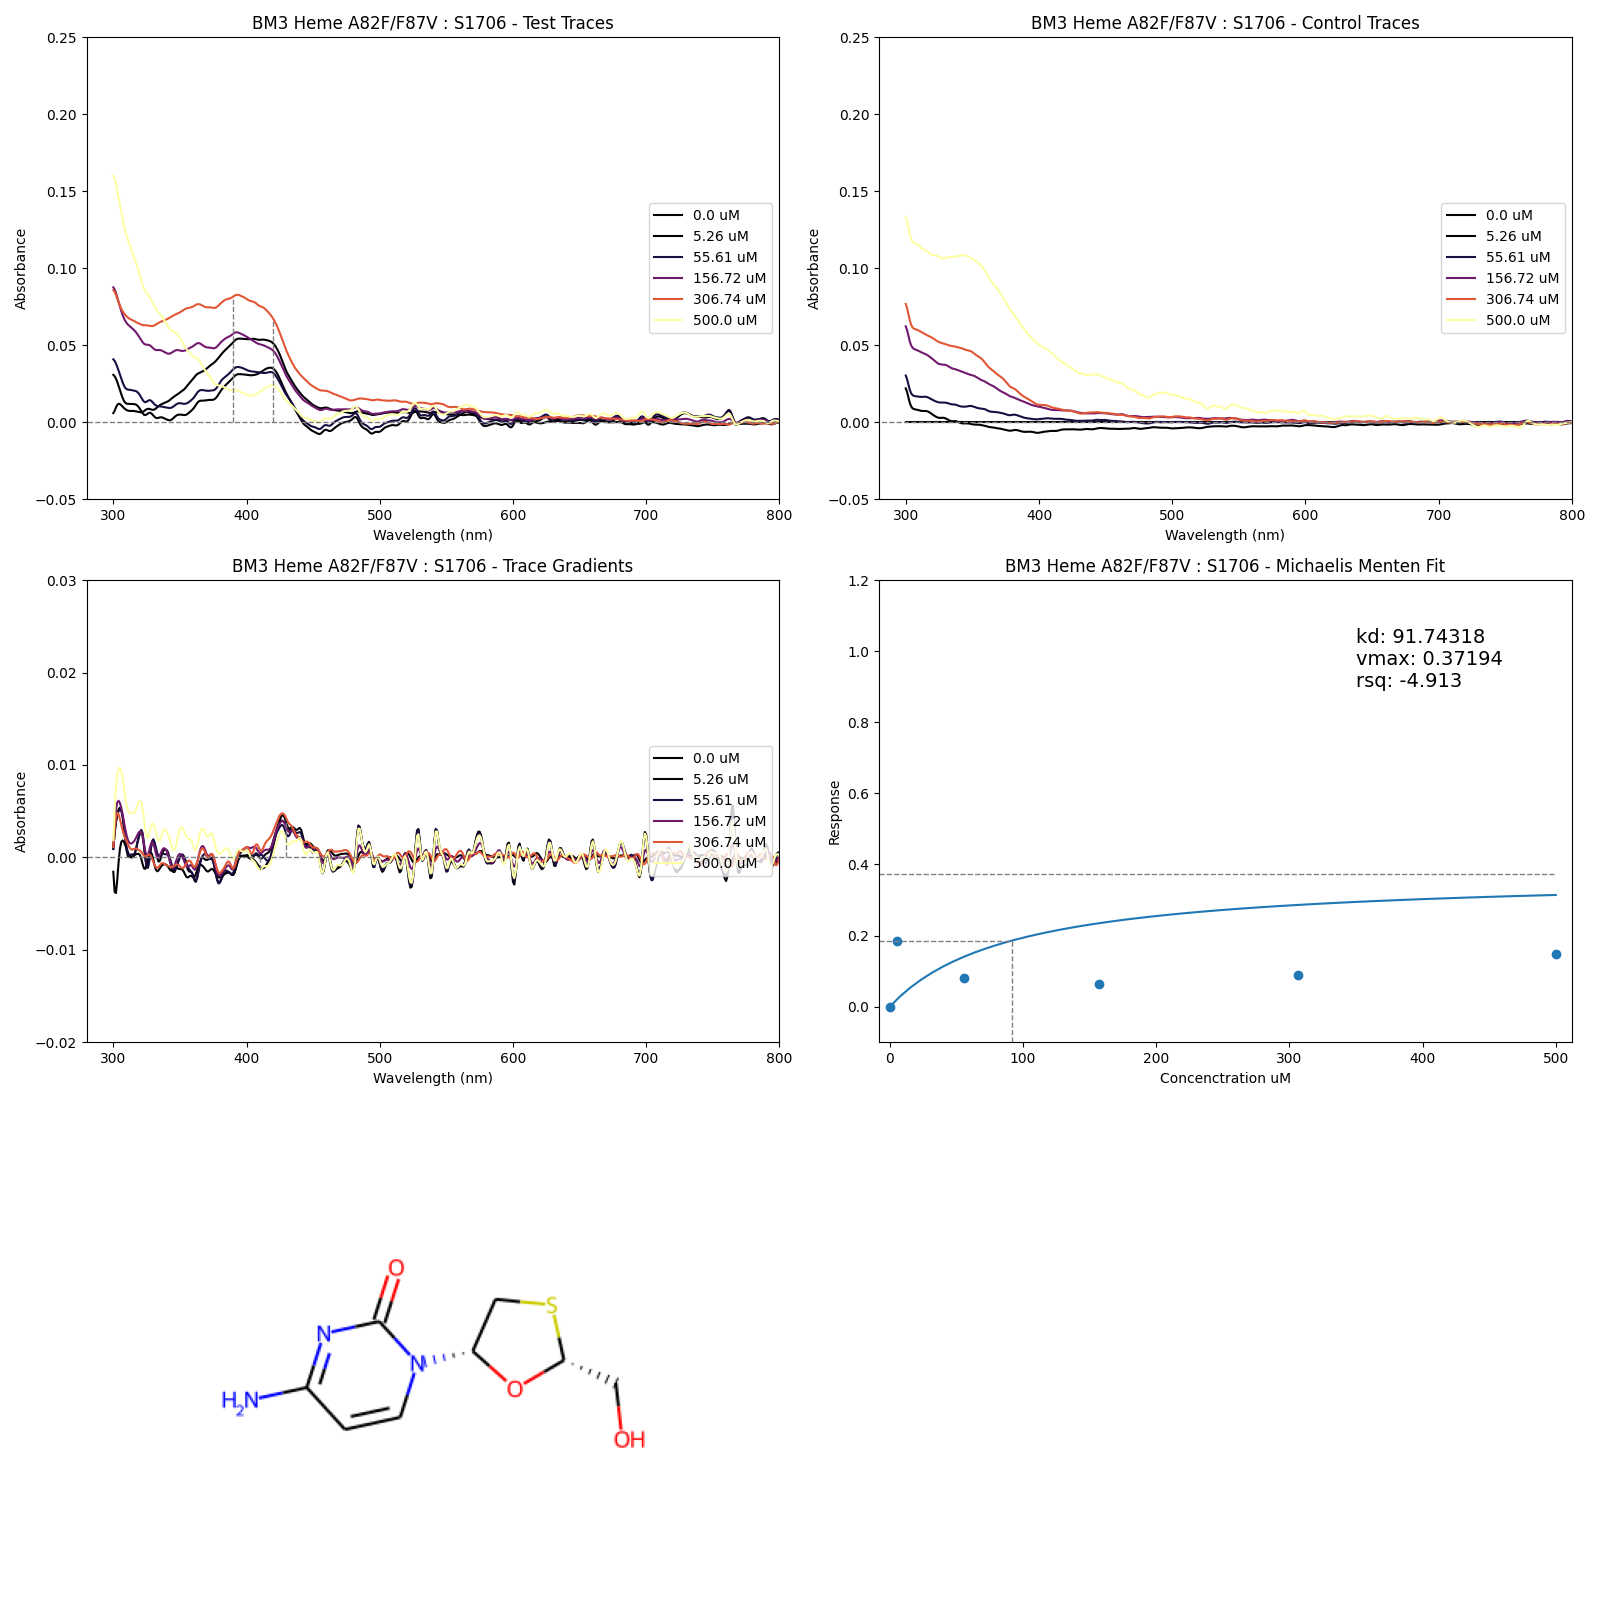 BM3 Heme A82F/F87V : S1706 - Test Traces
0.25
0.20
0.15
0.10
0.05
0.00
−0.05
Absorbance
300 400 500 600 700 800
Wavelength (nm)
0.0 uM
5.26 uM
55.61 uM
156.72 uM
306.74 uM
500.0 uM
BM3 Heme A82F/F87V : S1706 - Control Traces
0.25
0.20
0.15
0.10
0.05
0.00
−0.05
Absorbance
300 400 500 600 700 800
Wavelength (nm)
0.0 uM
5.26 uM
55.61 uM
156.72 uM
306.74 uM
500.0 uM
BM3 Heme A82F/F87V : S1706 - Trace Gradients
0.03
0.02
0.01
0.00
−0.01
−0.02
Absorbance
300 400 500 600 700 800
Wavelength (nm)
0.0 uM
5.26 uM
55.61 uM
156.72 uM
306.74 uM
500.0 uM
BM3 Heme A82F/F87V : S1706 - Michaelis Menten Fit
1.2
1.0
0.8
0.6
0.4
0.2
0.0
Response
0 100 200 300 400 500
Concenctration uM
kd: 91.74318
vmax: 0.37194
rsq: -4.913
O
S
N
N
O
H2N
OH